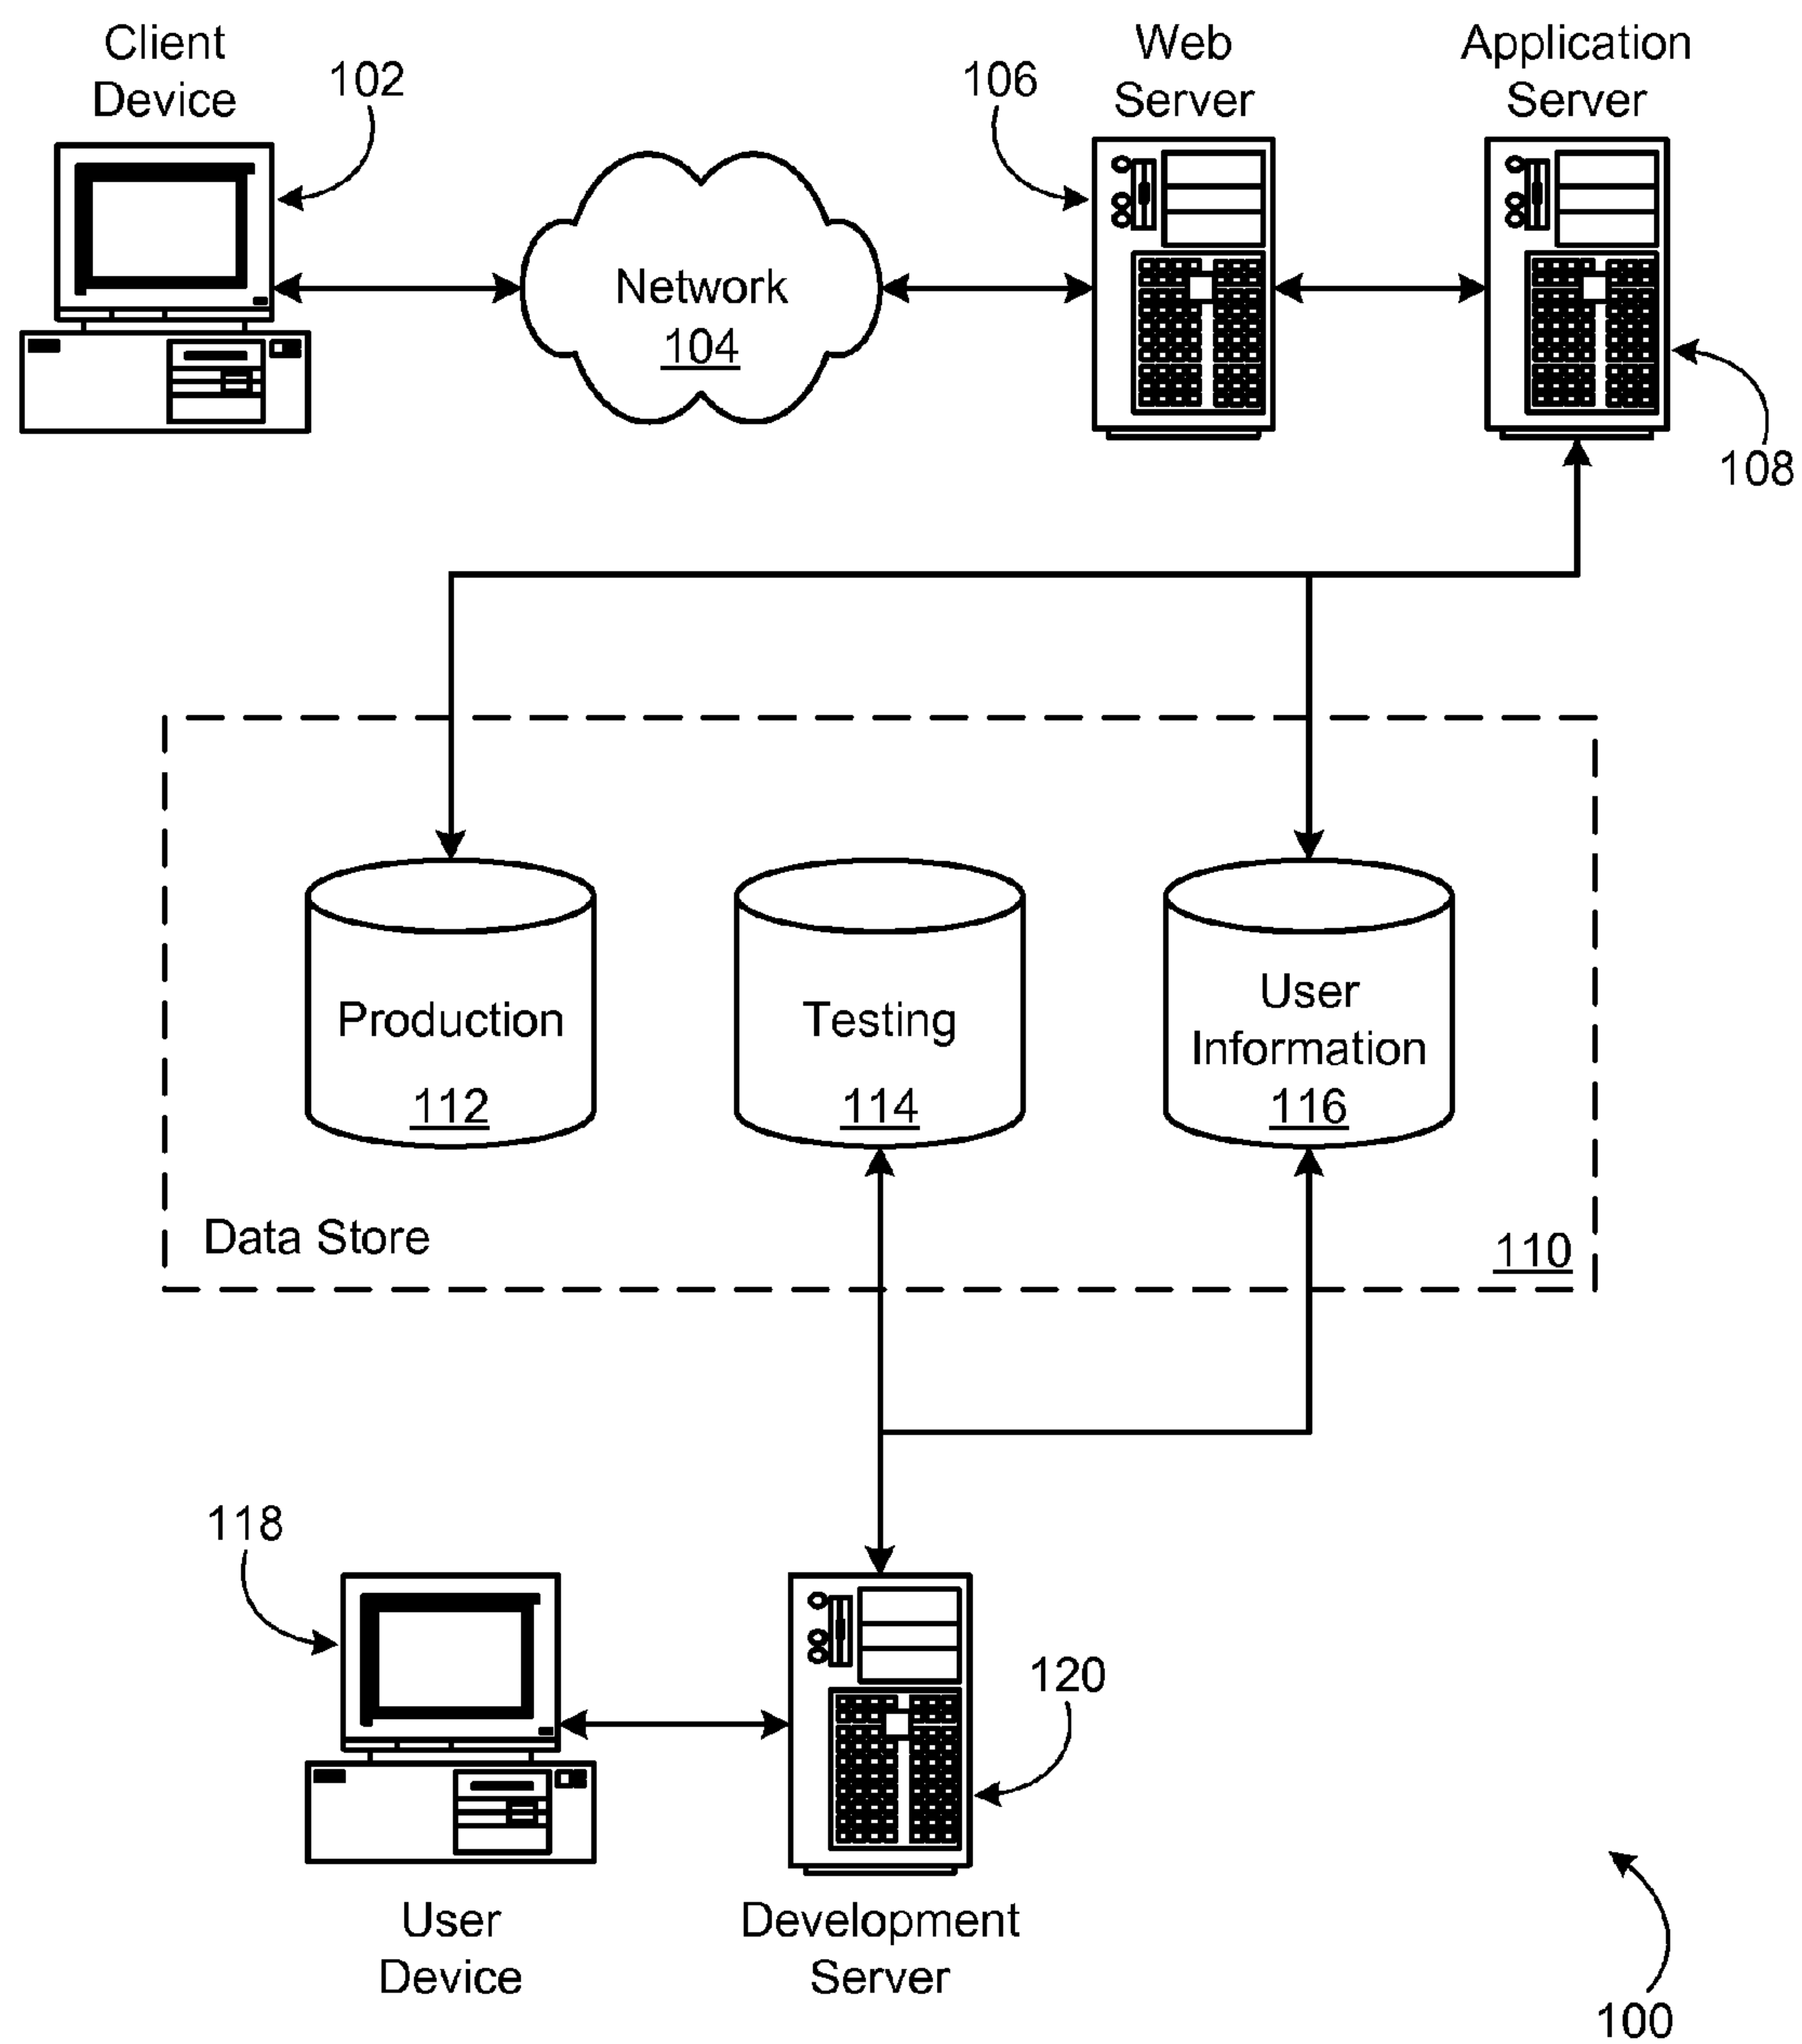 Client
Device
102
106
Web
Server
Application
Server
Network
104
108
Production
112
Testing
114
User
Information
116
Data Store
110
118
120
User
Device
Development
Server
100